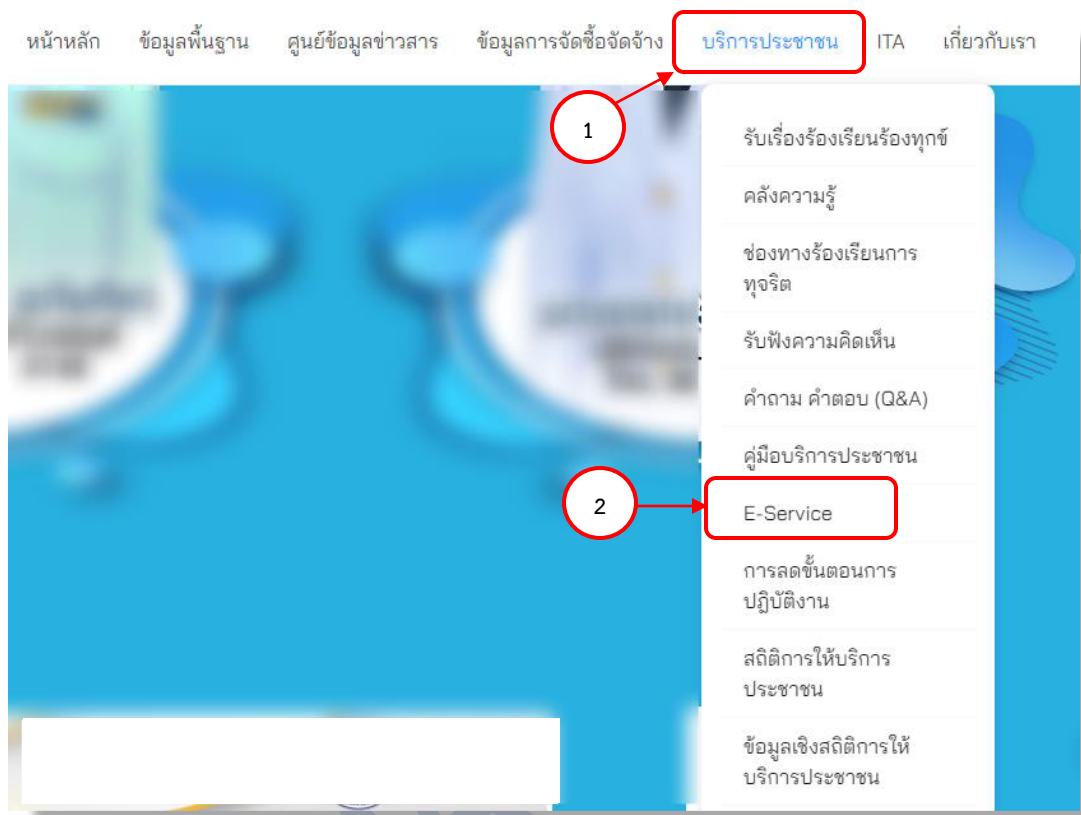 หน้าหลัก ข้อมูลพื้นฐาน ศูนย์ข้อมูลข่าวสาร ข้อมูลการจัดซื้อจัดจ้าง บริการประชาชน ITA เกี่ยวกับเรา
1
รับเรื่องร้องเรียนร้องทุกข์
คลังความรู้
ช่องทางร้องเรียนการ
ทุจริต
รับฟังความคิดเห็น
คำถาม คำตอบ (Q&A)
คู่มือบริการประชาชน
2
E-Service
การลดขั้นตอนการ
ปฏิบัติงาน
สถิติการให้บริการ
ประชาชน
ข้อมูลเชิงสถิติการให้
บริการประชาชน